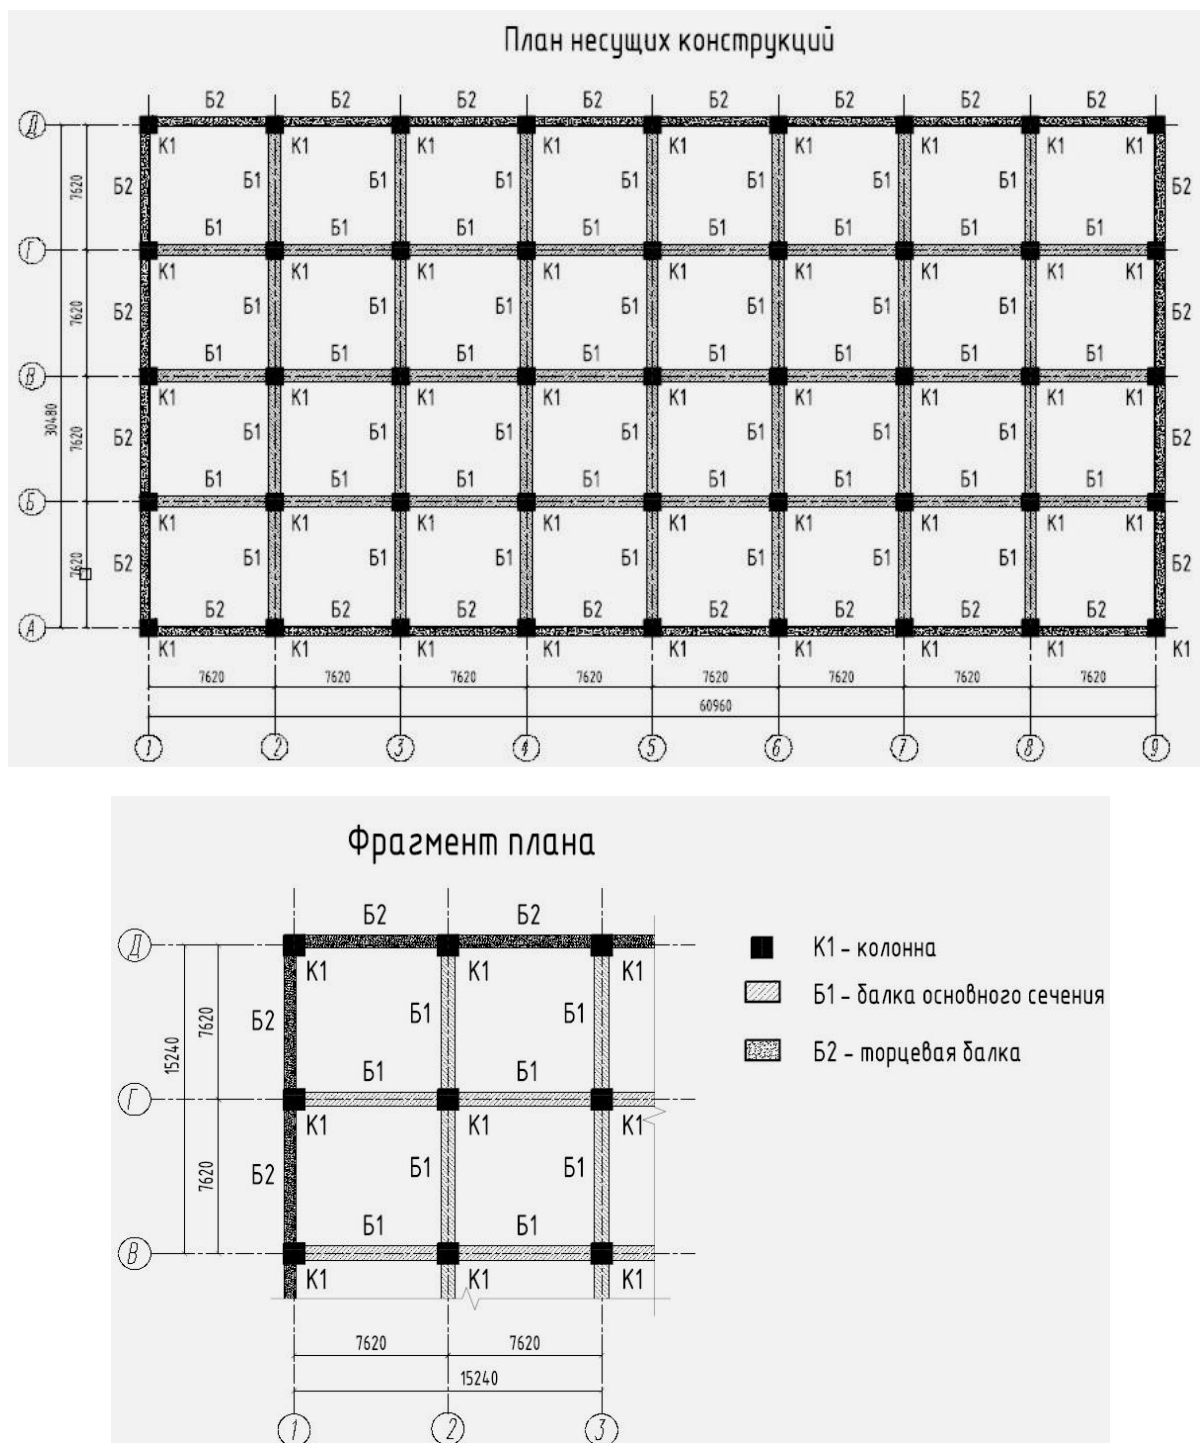 План несущих конструкций
Б2 Б2 Б2 Б2 Б2 Б2 Б2 Б2
Д
К1 К1 К1 К1 К1 К1 К1 К1 К1
7620 Б2 Б1 Б1 Б1 Б1 Б1 Б1 Б1 Б2
Б1 Б1 Б1 Б1 Б1 Б1 Б1 Б1
Г
К1 К1 К1 К1 К1 К1 К1 К1 К1
7620 Б2 Б1 Б1 Б1 Б1 Б1 Б1 Б1 Б2
Б1 Б1 Б1 Б1 Б1 Б1 Б1 Б1
В
К1 К1 К1 К1 К1 К1 К1 К1 К1
30480 7620 Б2 Б1 Б1 Б1 Б1 Б1 Б1 Б1 Б2
Б1 Б1 Б1 Б1 Б1 Б1 Б1 Б1
Б
К1 К1 К1 К1 К1 К1 К1 К1 К1
7620 Б2 Б1 Б1 Б1 Б1 Б1 Б1 Б1 Б2
Б2 Б2 Б2 Б2 Б2 Б2 Б2 Б2
А
К1 К1 К1 К1 К1 К1 К1 К1 К1
7620 7620 7620 7620 7620 7620 7620 7620
60960
1 2 3 4 5 6 7 8 9
Фрагмент плана
Б2 Б2
Д
К1 К1 К1
Б2 Б1 Б1
7620
15240
Б1 Б1
Г
К1 К1 К1
Б2 Б1 Б1
7620
Б1 Б1
В
К1 К1 К1
7620 7620
15240
1 2 3
К1 - колонна
Б1 - балка основного сечения
Б2 - торцевая балка